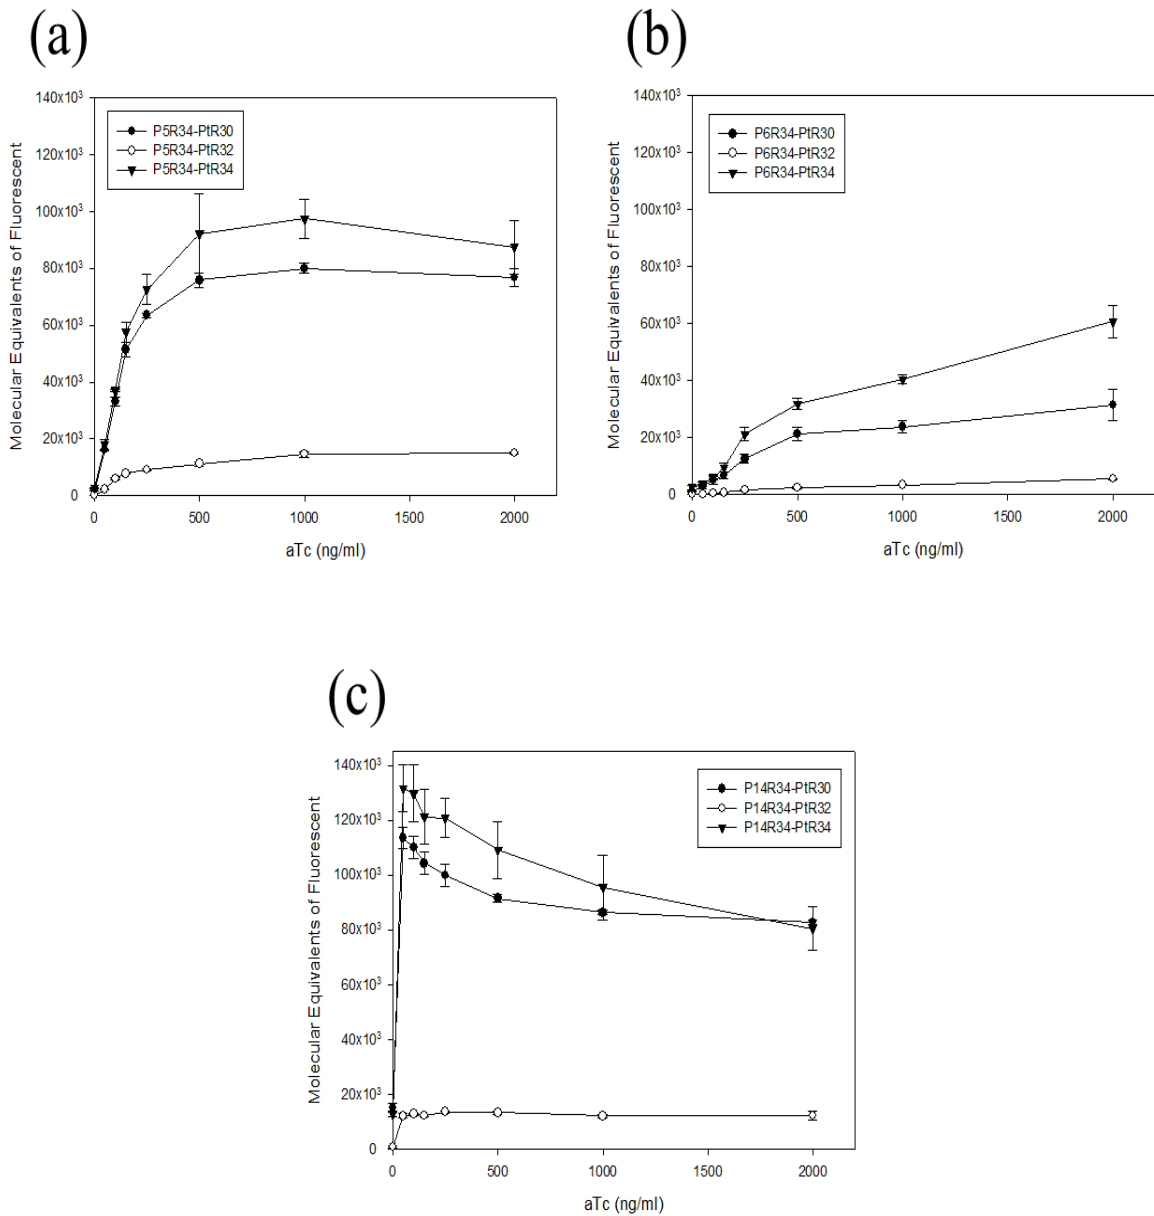 (a)
Molecular Equivalents of Fluorescent
140x10³
120x10³
100x10³
80x10³
60x10³
40x10³
20x10³
0
P5R34-PtR30
P5R34-PtR32
P5R34-PtR34
0 500 1000 1500 2000
aTc (ng/ml)
(b)
Molecular Equivalents of Fluorescent
140x10³
120x10³
100x10³
80x10³
60x10³
40x10³
20x10³
0
P6R34-PtR30
P6R34-PtR32
P6R34-PtR34
0 500 1000 1500 2000
aTc (ng/ml)
(c)
Molecular Equivalents of Fluorescent
140x10³
120x10³
100x10³
80x10³
60x10³
40x10³
20x10³
0
P14R34-PtR30
P14R34-PtR32
P14R34-PtR34
0 500 1000 1500 2000
aTc (ng/ml)